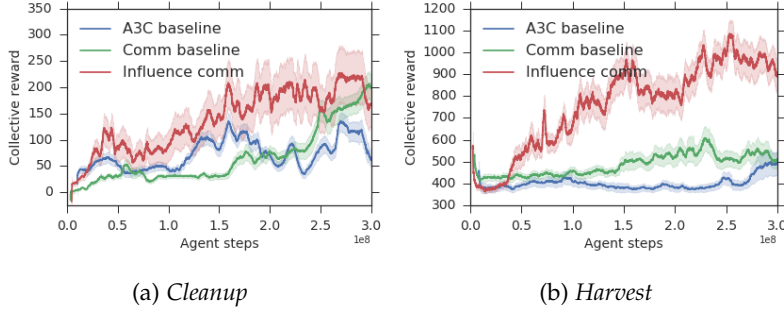 350
300
250
200
150
100
50
0
Collective reward
A3C baseline
Comm baseline
Influence comm
0.0 0.5 1.0 1.5 2.0 2.5 3.0
1e8
Agent steps
(a) Cleanup
1200
1100
1000
900
800
700
600
500
400
300
Collective reward
A3C baseline
Comm baseline
Influence comm
0.0 0.5 1.0 1.5 2.0 2.5 3.0
1e8
Agent steps
(b) Harvest